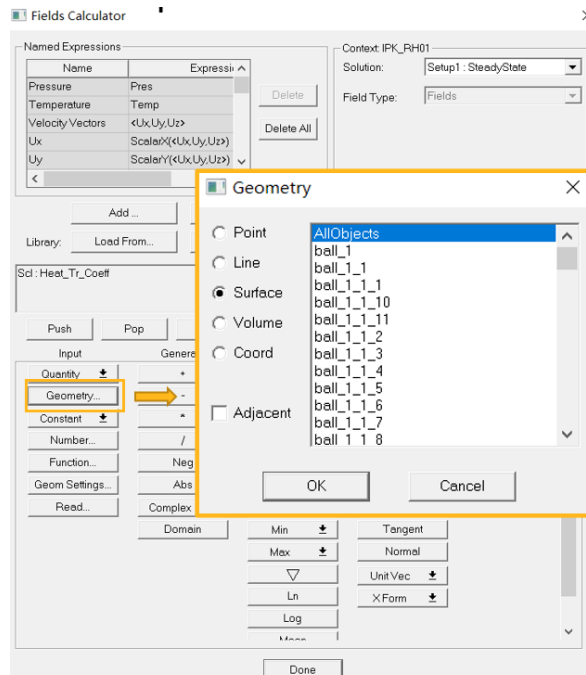 Fields Calculator
Named Expressions
Name Expressi
Pressure Pres
Temperature Temp
Velocity Vectors <Ux,Uy,Uz>
Ux ScalarX(<Ux,Uy,Uz>)
Uy ScalarY(<Ux,Uy,Uz>)
Delete
Delete All
Context: IPK_RH01
Solution: Setup1 : SteadyState
Field Type: Fields
Add ...
Library: Load From...
Scl : Heat_Tr_Coeff
Push Pop
Input Genera
Quantity +
Geometry... -
Constant *
Number... /
Function... Neg
Geom Settings... Abs
Read... Complex
Domain
Min Tangent
Max Normal
▽ Unit Vec
Ln X Form
Log
Done
Geometry
Point
Line
Surface
Volume
Coord
Adjacent
AllObjects
ball_1
ball_1_1
ball_1_1_1
ball_1_1_10
ball_1_1_11
ball_1_1_2
ball_1_1_3
ball_1_1_4
ball_1_1_5
ball_1_1_6
ball_1_1_7
ball_1_1_8
OK Cancel